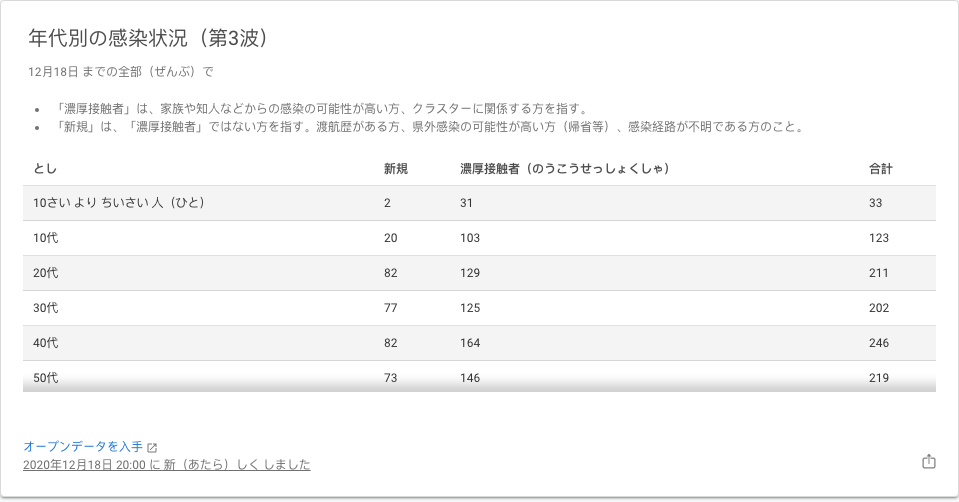 年代別の感染状況（第3波）
12月18日 までの全部（ぜんぶ）で
• 「濃厚接触者」は、家族や知人などからの感染の可能性が高い方、クラスターに関係する方を指す。
• 「新規」は、「濃厚接触者」ではない方を指す。渡航歴がある方、県外感染の可能性が高い方（帰省等）、感染経路が不明である方のこと。
とし 新規 濃厚接触者（のうこうせっしょくしゃ） 合計
10さい より ちいさい 人（ひと） 2 31 33
10代 20 103 123
20代 82 129 211
30代 77 125 202
40代 82 164 246
50代 73 146 219
オープンデータを入手
2020年12月18日 20:00 に 新（あたら）しく しました